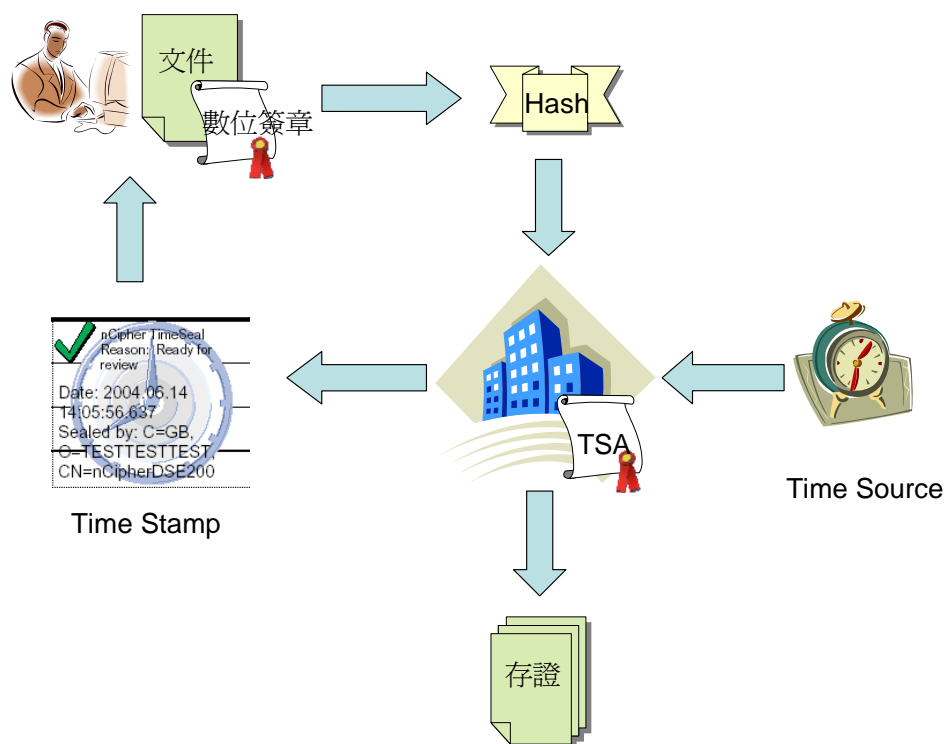 文件
數位簽章
Hash
nCipher TimeSeal
Reason: Ready for
review
Date: 2004.06.14
14:05:56.637
Sealed by: C=GB,
O=TESTTESTTEST,
CN=nCipherDSE200
Time Stamp
TSA
Time Source
存證